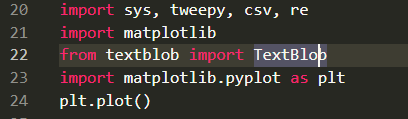 20 import sys, tweepy, csv, re
21 import matplotlib
22 from textblob import TextBlob
23 import matplotlib.pyplot as plt
24 plt.plot()